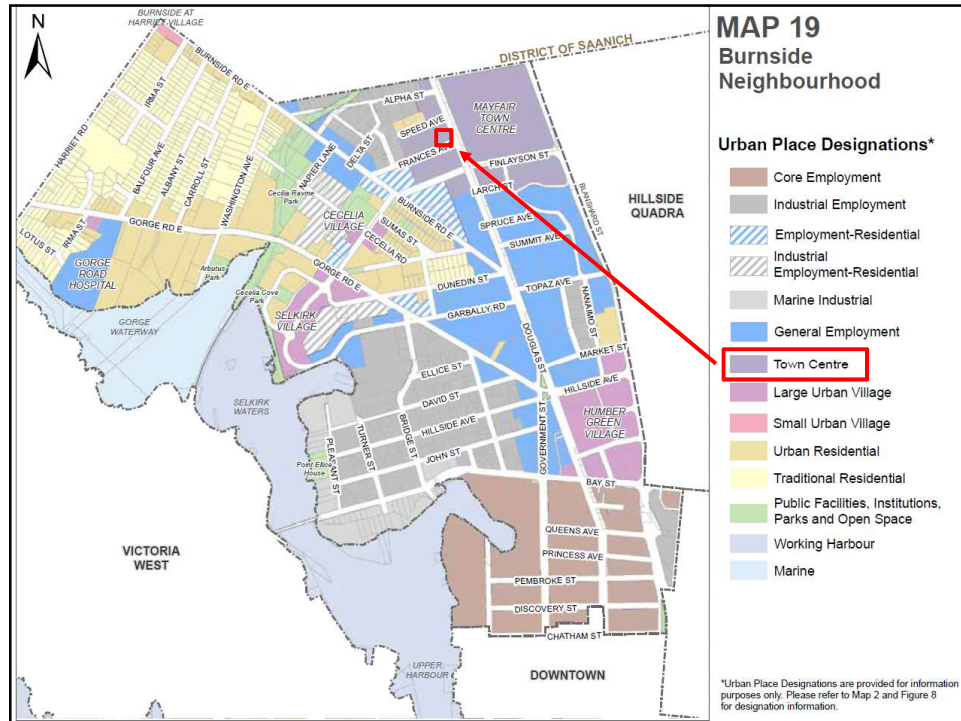 MAP 19
Burnside
Neighbourhood
Urban Place Designations*
Core Employment
Industrial Employment
Employment-Residential
Industrial
Employment-Residential
Marine Industrial
General Employment
Town Centre
Large Urban Village
Small Urban Village
Urban Residential
Traditional Residential
Public Facilities, Institutions,
Parks and Open Space
Working Harbour
Marine
*Urban Place Designations are provided for information
purposes only. Please refer to Map 2 and Figure 8
for designation information.
N
BURNSIDE AT
HARRIET VILLAGE
DISTRICT OF SAANICH
BURNSIDE RD E
IRMA ST
HARRIET RD
BALFOUR AVE
ALBANY ST
CARROLL ST
WASHINGTON AVE
NAPIER LANE
DELTA ST
ALPHA ST
SPEED AVE
FRANCES AVE
MAYFAIR
TOWN
CENTRE
FINLAYSON ST
LARCH ST
BLANSHARD ST
HILLSIDE
QUADRA
Cecelia Ravine
Park
CECELIA
VILLAGE
BURNSIDE RD E
SUMAS ST
CECELIA RD
SPRUCE AVE
SUMMIT AVE
LOTUS ST
IRMA ST
GORGE RD E
GORGE
ROAD
HOSPITAL
Arbutus
Park
Cecelia Cove
Park
GORGE RD E
DUNEDIN ST
TOPAZ AVE
NANAIMO ST
GORGE
WATERWAY
SELKIRK
VILLAGE
GARBALLY RD
DOUGLAS ST
MARKET ST
ELLICE ST
HILLSIDE AVE
SELKIRK
WATERS
DAVID ST
BRIDGE ST
HILLSIDE AVE
TURNER ST
PLEASANT ST
JOHN ST
GOVERNMENT ST
HUMBER
GREEN
VILLAGE
Point Ellice
House
BAY ST
VICTORIA
WEST
QUEENS AVE
PRINCESS AVE
PEMBROKE ST
DISCOVERY ST
CHATHAM ST
UPPER
HARBOUR
DOWNTOWN